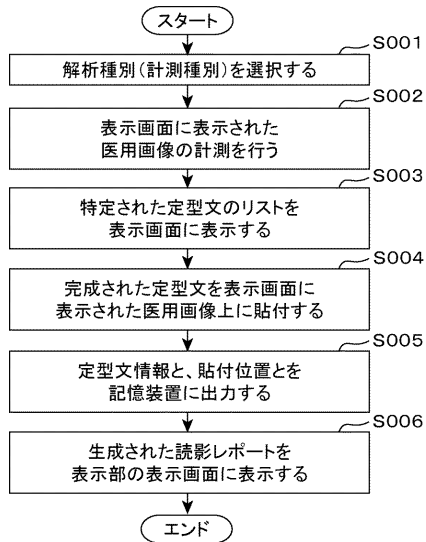 スタート
S001
解析種別(計測種別)を選択する
S002
表示画面に表示された
医用画像の計測を行う
S003
特定された定型文のリストを
表示画面に表示する
S004
完成された定型文を表示画面に
表示された医用画像上に貼付する
S005
定型文情報と、貼付位置とを
記憶装置に出力する
S006
生成された読影レポートを
表示部の表示画面に表示する
エンド